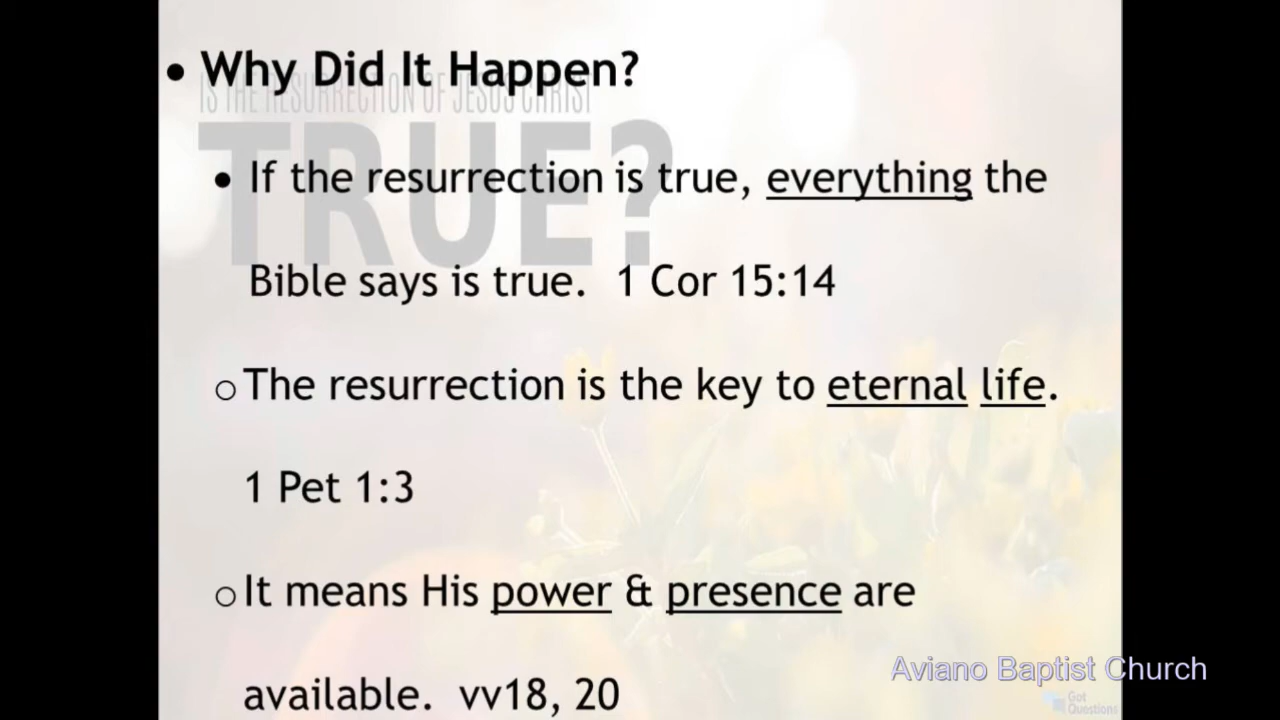 • Why Did It Happen?
IS THE RESURRECTION OF JESUS CHRIST
TRUE?
• If the resurrection is true, everything the
Bible says is true. 1 Cor 15:14
○ The resurrection is the key to eternal life.
1 Pet 1:3
○ It means His power & presence are
available. vv18, 20
Aviano Baptist Church
Got
Questions